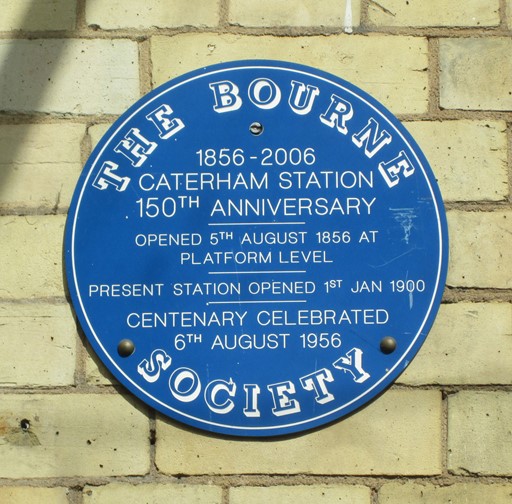 THE BOURNE
1856-2006
CATERHAM STATION
150TH ANNIVERSARY
OPENED 5TH AUGUST 1856 AT
PLATFORM LEVEL
PRESENT STATION OPENED 1ST JAN 1900
CENTENARY CELEBRATED
6TH AUGUST 1956
SOCIETY